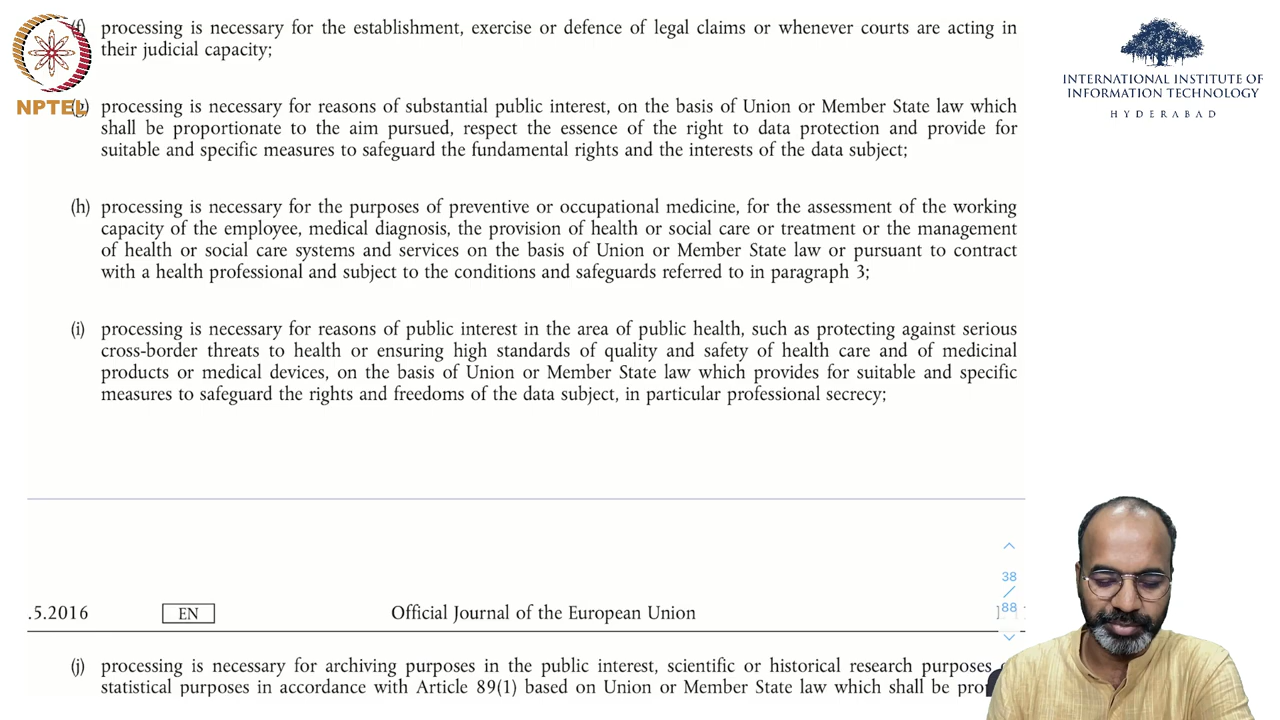 (f) processing is necessary for the establishment, exercise or defence of legal claims or whenever courts are acting in
their judicial capacity;
NPTEL
processing is necessary for reasons of substantial public interest, on the basis of Union or Member State law which
shall be proportionate to the aim pursued, respect the essence of the right to data protection and provide for
suitable and specific measures to safeguard the fundamental rights and the interests of the data subject;
(h) processing is necessary for the purposes of preventive or occupational medicine, for the assessment of the working
capacity of the employee, medical diagnosis, the provision of health or social care or treatment or the management
of health or social care systems and services on the basis of Union or Member State law or pursuant to contract
with a health professional and subject to the conditions and safeguards referred to in paragraph 3;
(i) processing is necessary for reasons of public interest in the area of public health, such as protecting against serious
cross-border threats to health or ensuring high standards of quality and safety of health care and of medicinal
products or medical devices, on the basis of Union or Member State law which provides for suitable and specific
measures to safeguard the rights and freedoms of the data subject, in particular professional secrecy;
.5.2016 EN Official Journal of the European Union
(j) processing is necessary for archiving purposes in the public interest, scientific or historical research purposes
statistical purposes in accordance with Article 89(1) based on Union or Member State law which shall be
38
/
88
INTERNATIONAL INSTITUTE OF
INFORMATION TECHNOLOGY
HYDERABAD